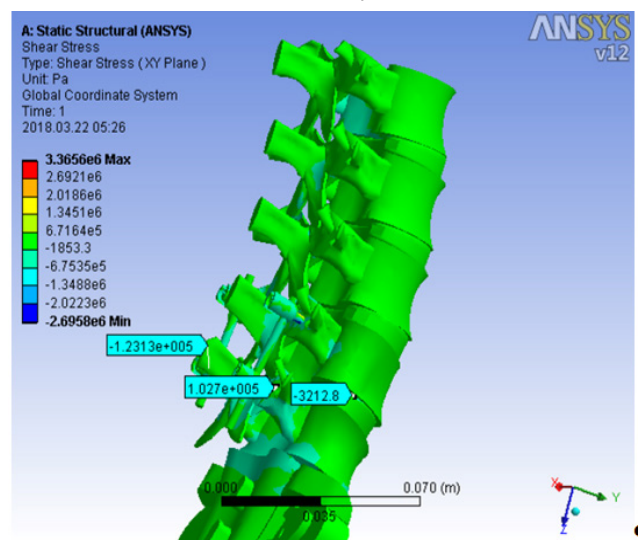 A: Static Structural (ANSYS)
Shear Stress
Type: Shear Stress ( XY Plane )
Unit: Pa
Global Coordinate System
Time: 1
2018.03.22 05:26
3.3656e6 Max
2.6921e6
2.0186e6
1.3451e6
6.7164e5
-1853.3
-6.7535e5
-1.3488e6
-2.0223e6
-2.6958e6 Min
ANSYS
v12
-1.2313e+005
1.027e+005
-3212.8
0.000
0.070 (m)
0.035
X
Y
Z